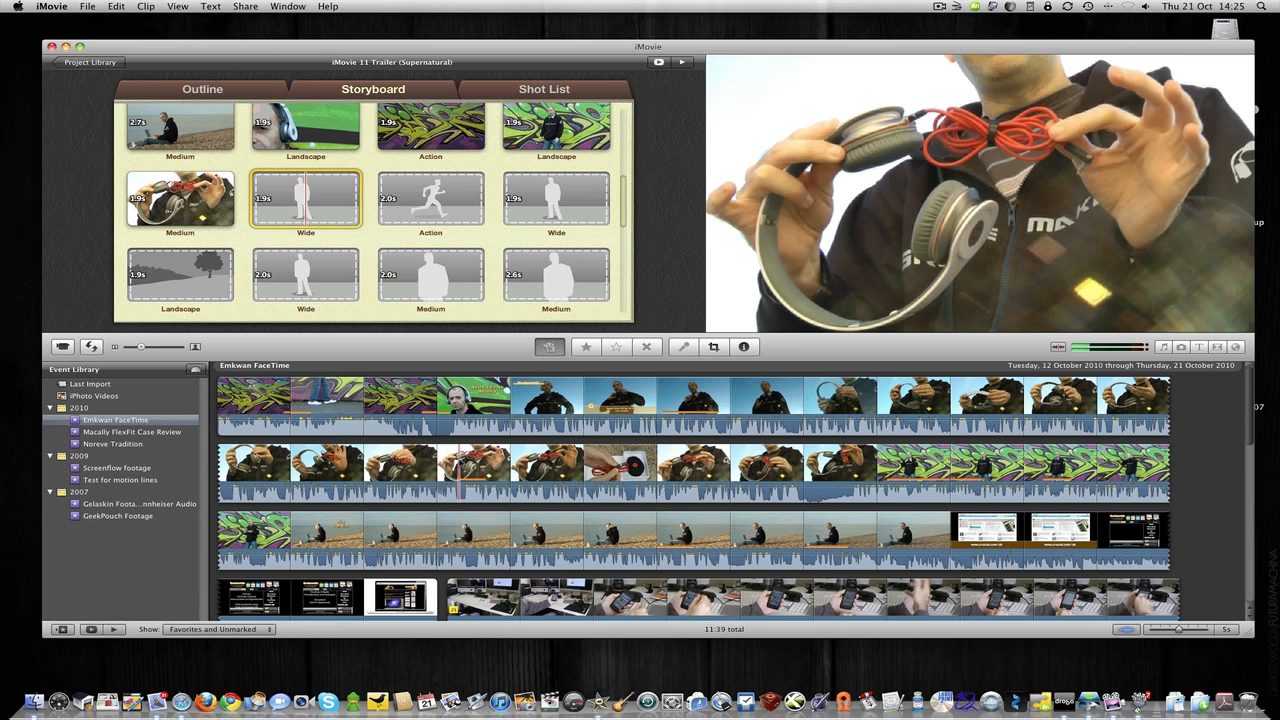 iMovie File Edit Clip View Text Share Window Help
Thu 21 Oct 14:25
iMovie
Project Library
iMovie 11 Trailer (Supernatural)
Outline Storyboard Shot List
2.7s 1.9s 1.9s 1.9s
Medium Landscape Action Landscape
1.9s 1.9s 2.0s 1.9s
Medium Wide Action Wide
1.9s 2.0s 2.0s 2.6s
Landscape Wide Medium Medium
Event Library
Emkwan FaceTime
Tuesday, 12 October 2010 through Thursday, 21 October 2010
Last Import
iPhoto Videos
2010
Emkwan FaceTime
Macally FlexFit Case Review
Noreve Tradition
2009
Screenflow footage
Test for motion lines
2007
Gelaskin Foota...nnheiser Audio
GeekPouch Footage
Show: Favorites and Unmarked
11:39 total
5s